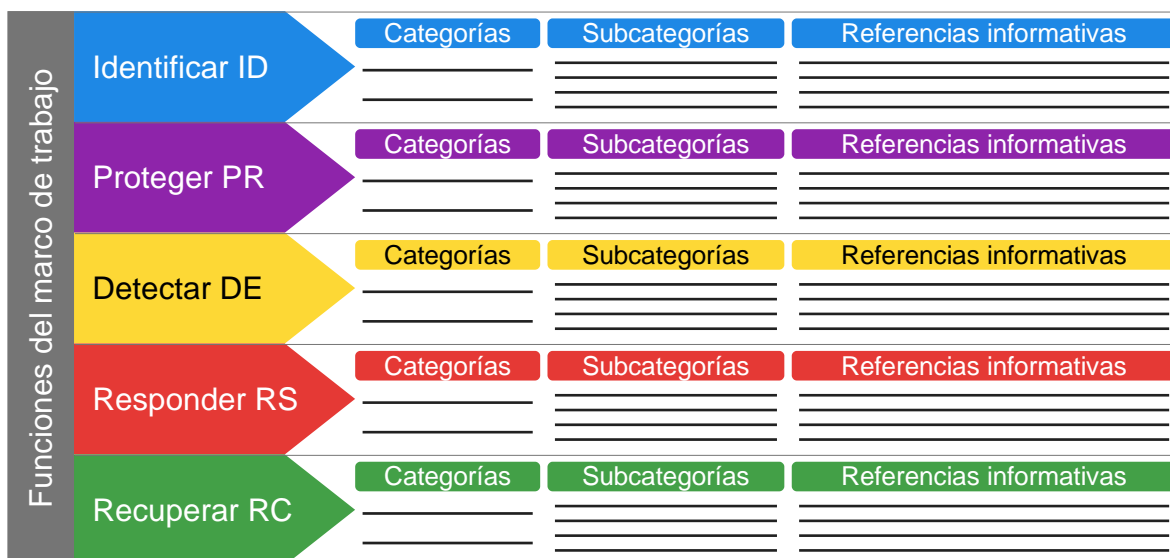 Funciones del marco de trabajo
Identificar ID
Categorías Subcategorías Referencias informativas
Proteger PR
Categorías Subcategorías Referencias informativas
Detectar DE
Categorías Subcategorías Referencias informativas
Responder RS
Categorías Subcategorías Referencias informativas
Recuperar RC
Categorías Subcategorías Referencias informativas